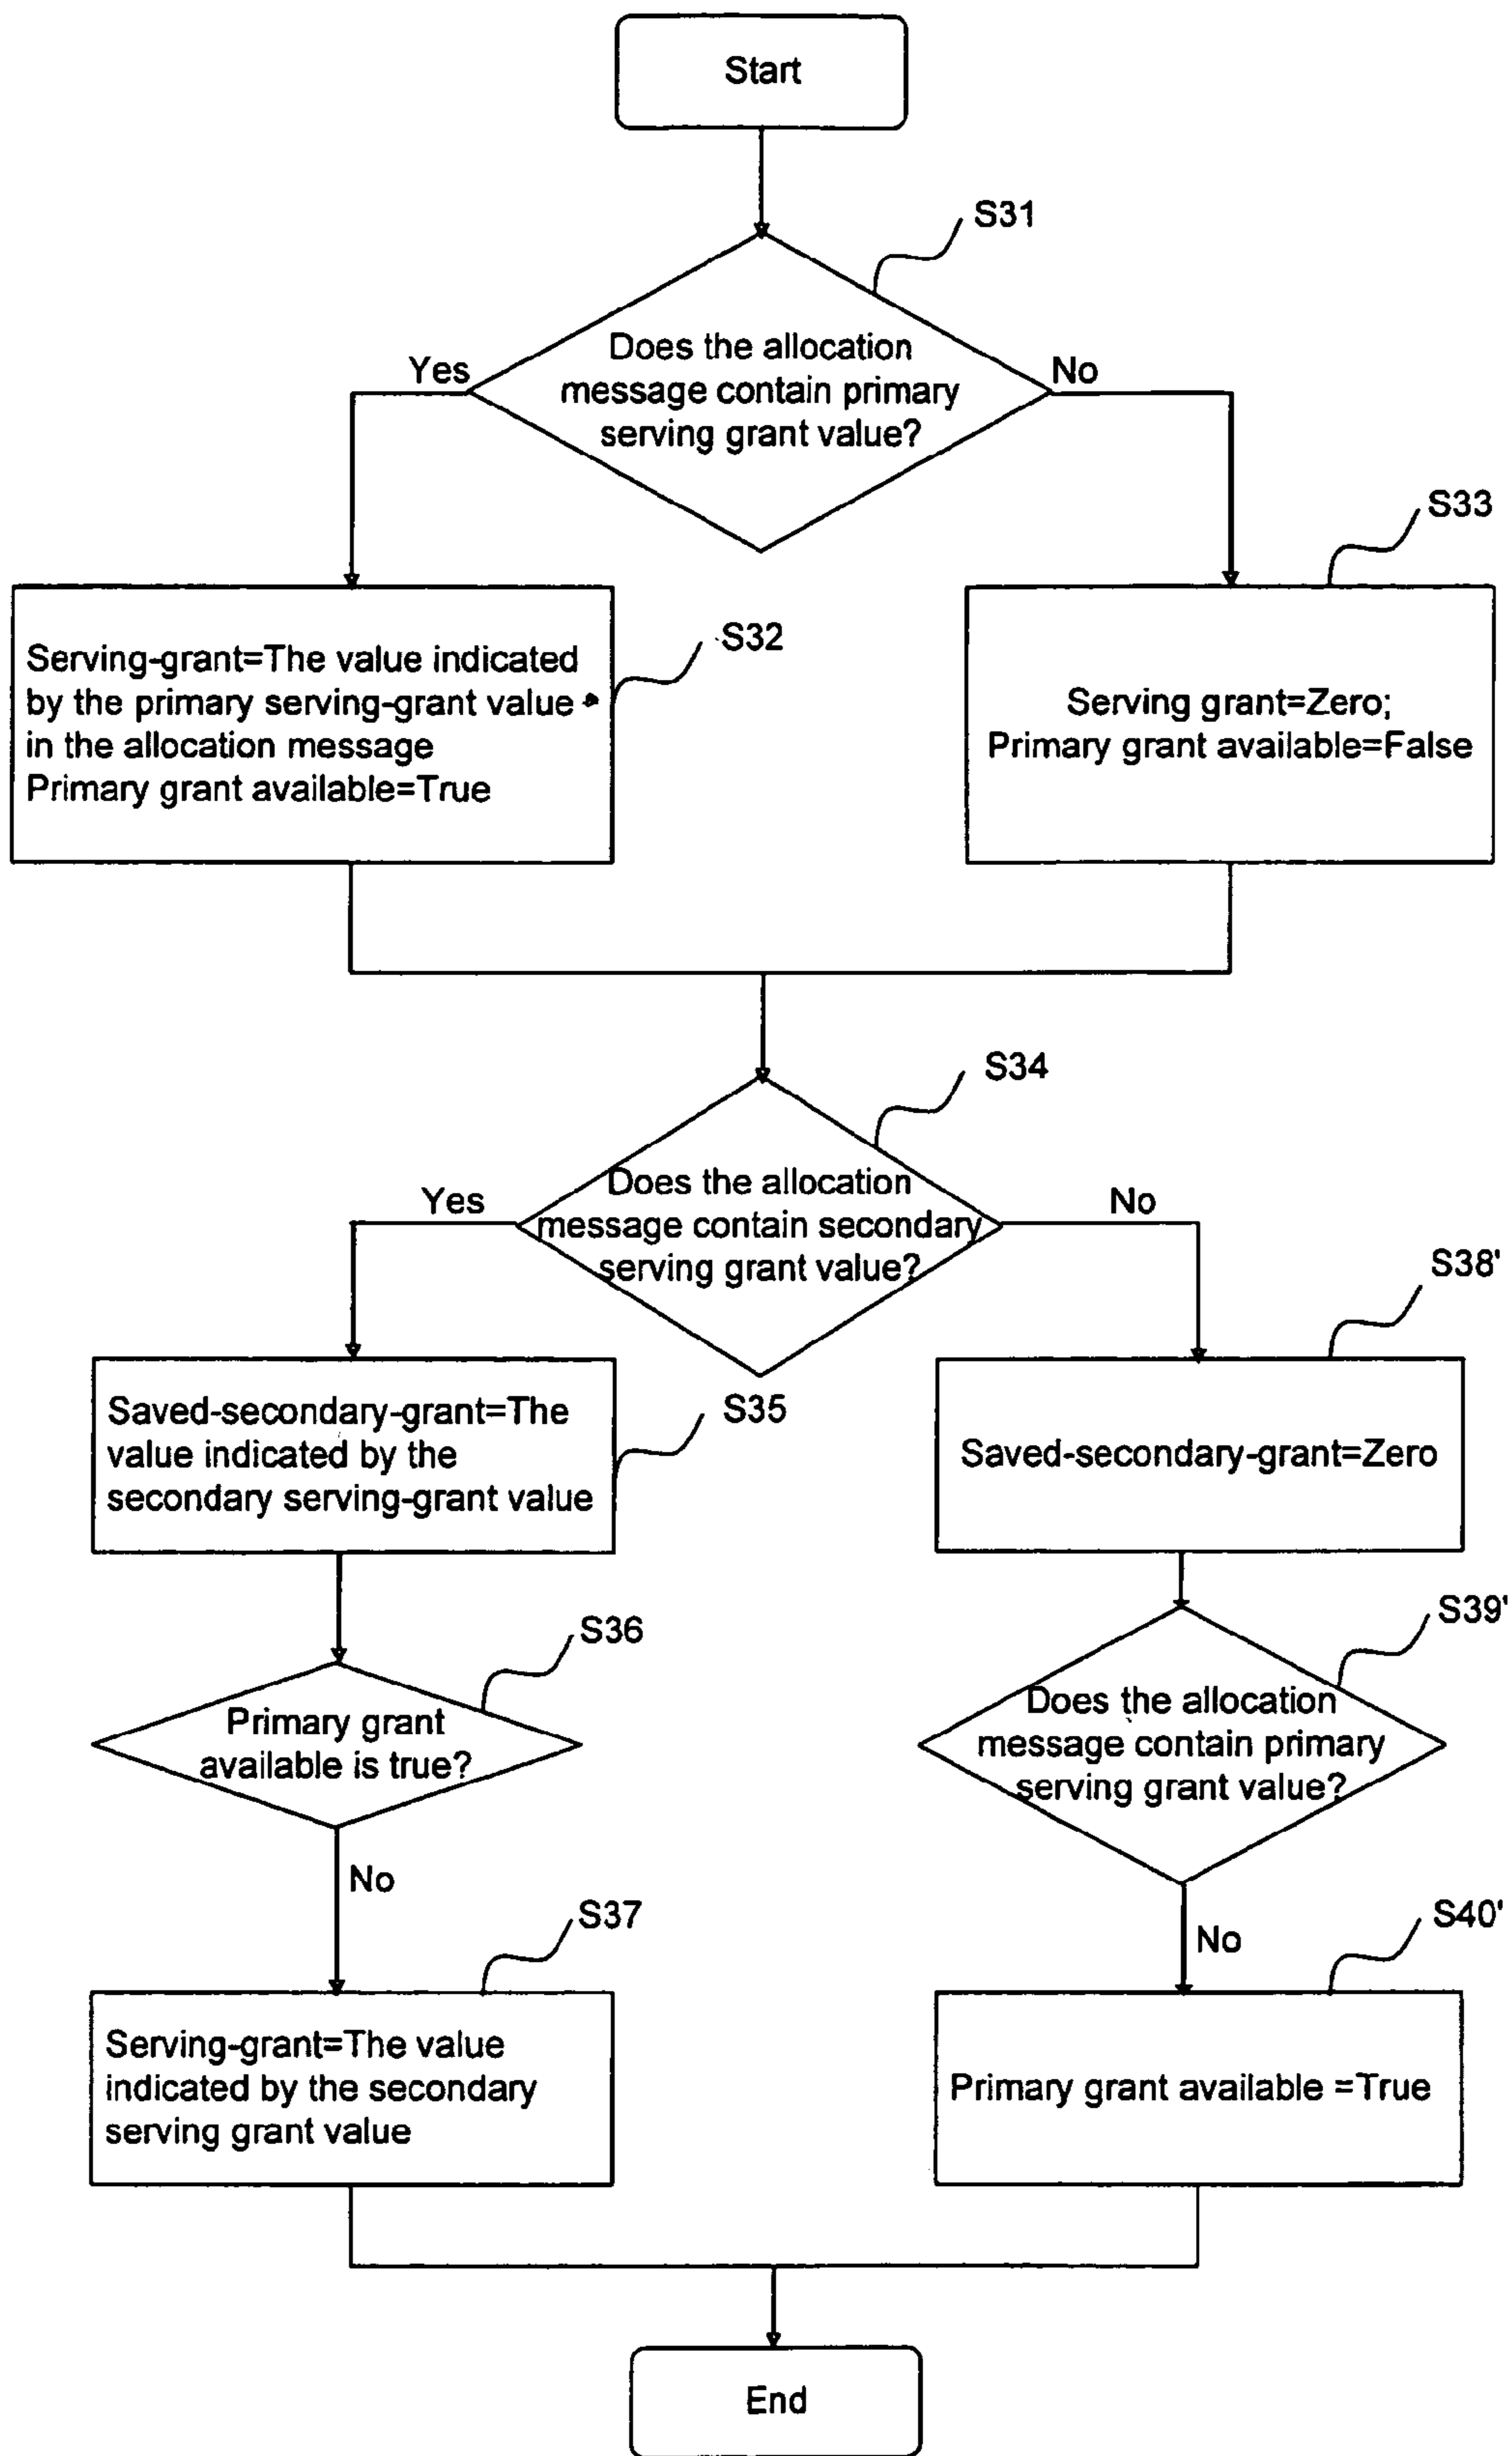 Start
S31
Does the allocation
message contain primary
serving grant value?
Yes
No
S33
S32
Serving-grant=The value indicated
by the primary serving-grant value
in the allocation message
Primary grant available=True
Serving grant=Zero;
Primary grant available=False
S34
Does the allocation
message contain secondary
serving grant value?
Yes
No
S38'
S35
Saved-secondary-grant=The
value indicated by the
secondary serving-grant value
Saved-secondary-grant=Zero
S36
S39'
Primary grant
available is true?
Does the allocation
message contain primary
serving grant value?
No
No
S37
S40'
Serving-grant=The value
indicated by the secondary
serving grant value
Primary grant available =True
End